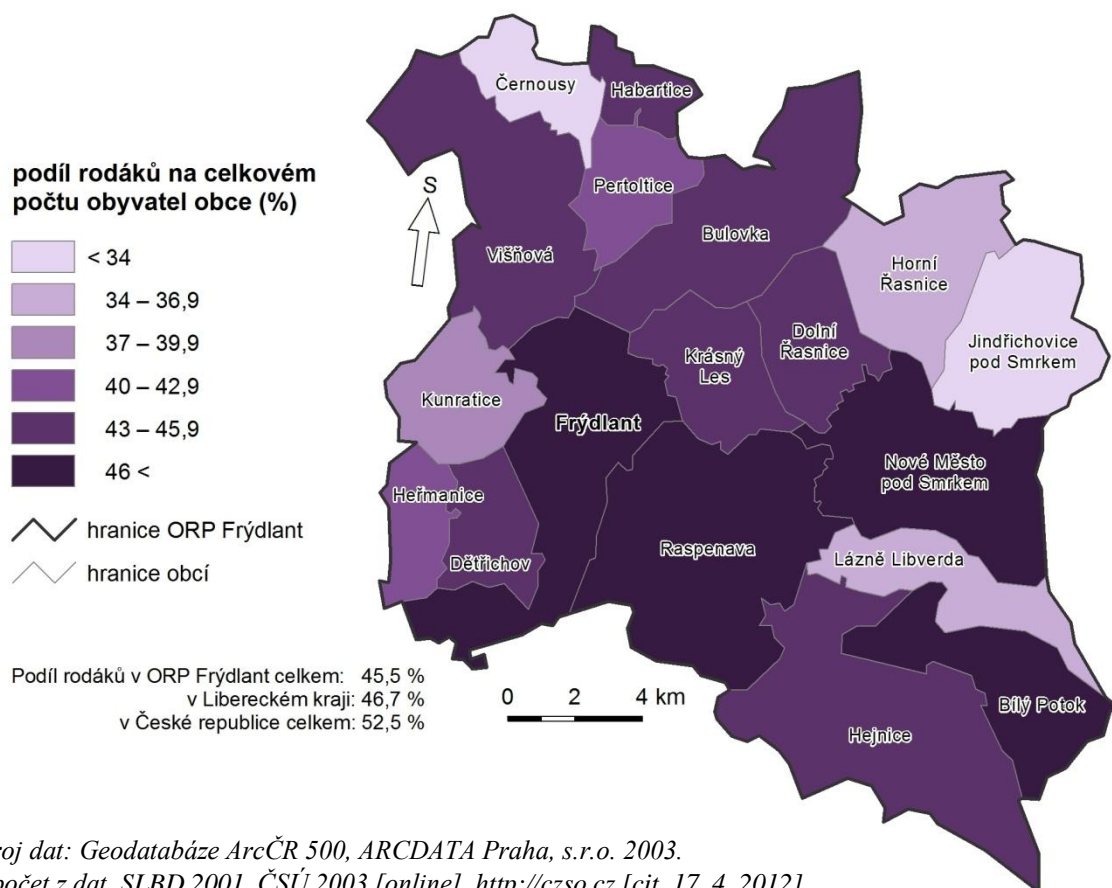 Černousy
Habartice
podíl rodáků na celkovém
počtu obyvatel obce (%)
S
Pertoltice
< 34
Bulovka
Višňová
34 – 36,9
Horní
Řasnice
37 – 39,9
Dolní
Řasnice
Jindřichovice
pod Smrkem
Krásný
Les
40 – 42,9
Kunratice
43 – 45,9
Frýdlant
46 <
Nové Město
pod Smrkem
Heřmanice
hranice ORP Frýdlant
Raspenava
Lázně Libverda
Dětřichov
hranice obcí
Podíl rodáků v ORP Frýdlant celkem: 45,5 %
v Libereckém kraji: 46,7 %
v České republice celkem: 52,5 %
0 2 4 km
Bílý Potok
Hejnice
roj dat: Geodatabáze ArcČR 500, ARCDATA Praha, s.r.o. 2003.
počet z dat SLBD 2001, ČSÚ 2003 [online], http://czso.cz [cit. 17. 4. 2012]